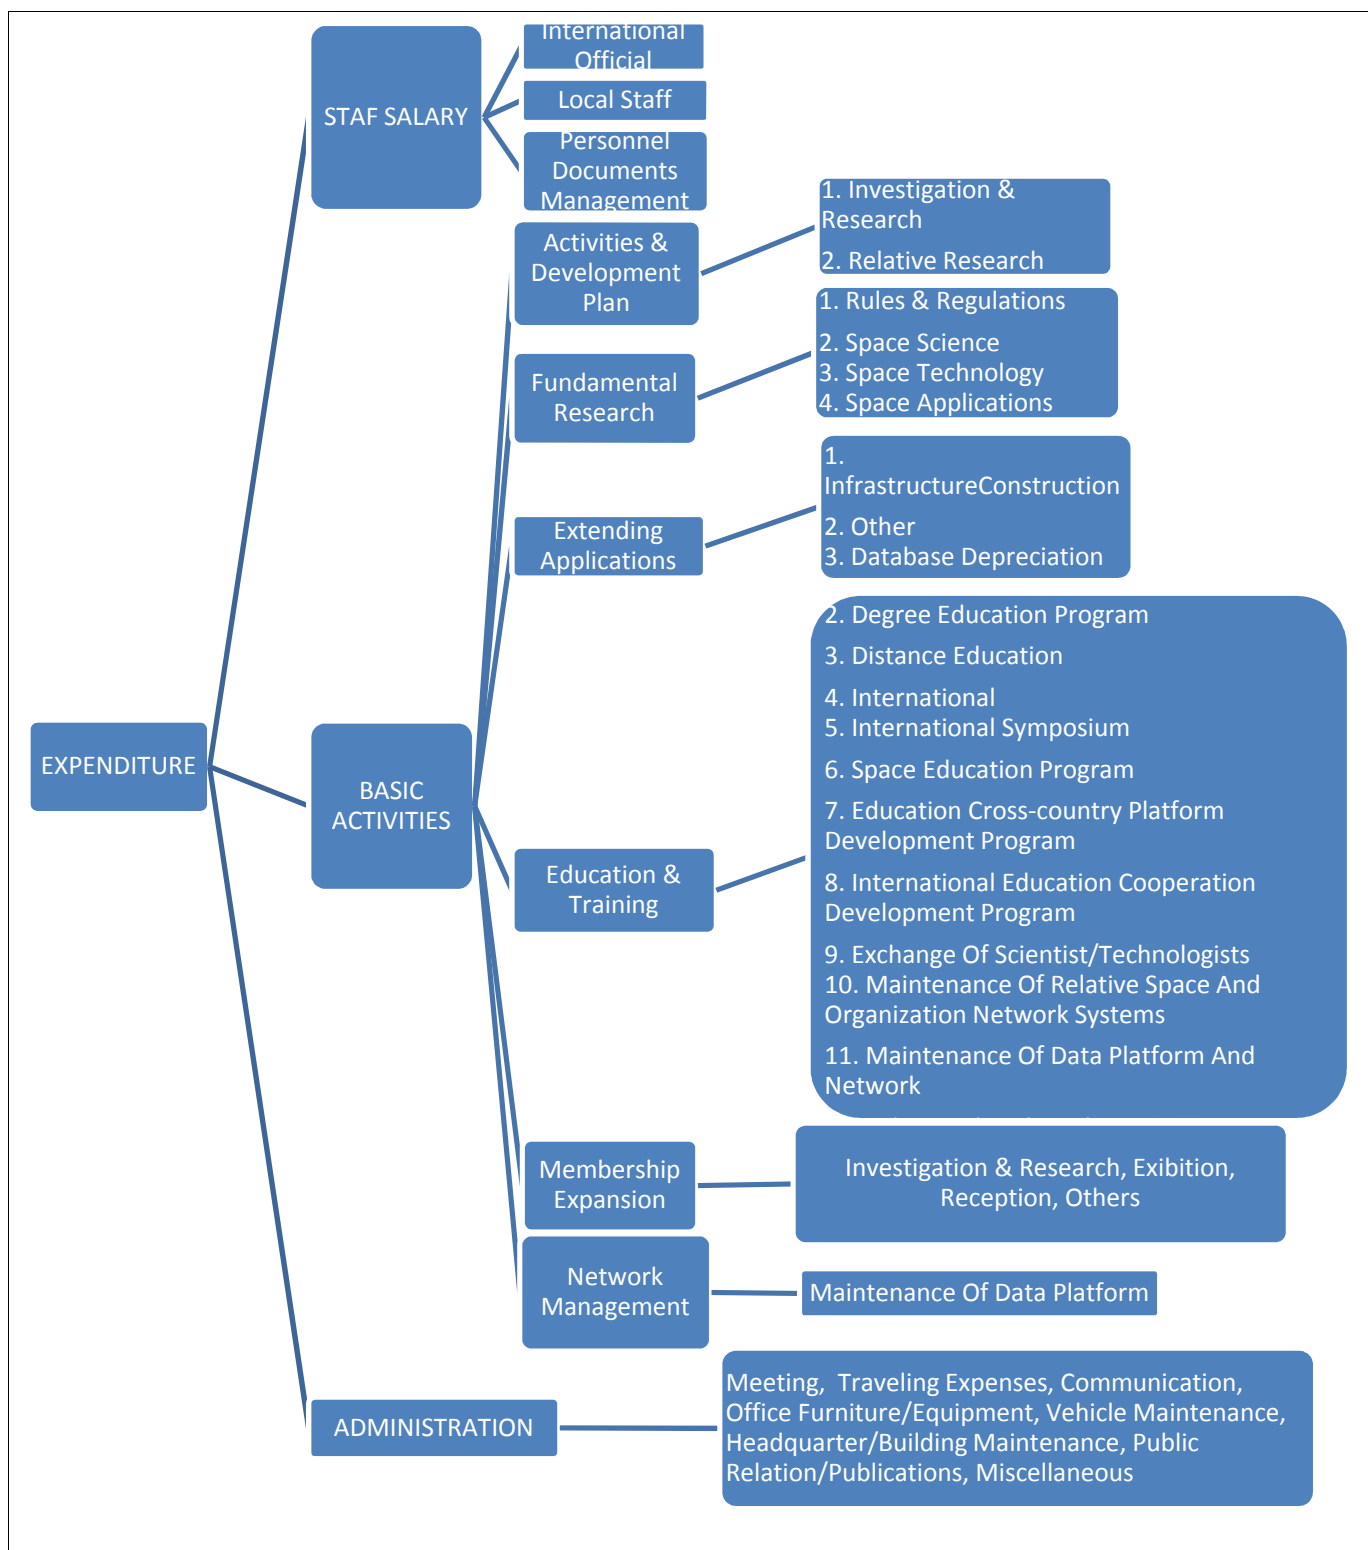 EXPENDITURE
STAF SALARY
International
Official
Local Staff
Personnel
Documents
Management
BASIC
ACTIVITIES
Activities &
Development
Plan
1. Investigation &
Research
2. Relative Research
Fundamental
Research
1. Rules & Regulations
2. Space Science
3. Space Technology
4. Space Applications
Extending
Applications
1.
InfrastructureConstruction
2. Other
3. Database Depreciation
Education &
Training
2. Degree Education Program
3. Distance Education
4. International
5. International Symposium
6. Space Education Program
7. Education Cross-country Platform
Development Program
8. International Education Cooperation
Development Program
9. Exchange Of Scientist/Technologists
10. Maintenance Of Relative Space And
Organization Network Systems
11. Maintenance Of Data Platform And
Network
Membership
Expansion
Investigation & Research, Exibition,
Reception, Others
Network
Management
Maintenance Of Data Platform
ADMINISTRATION
Meeting,  Traveling Expenses, Communication,
Office Furniture/Equipment, Vehicle Maintenance,
Headquarter/Building Maintenance, Public
Relation/Publications, Miscellaneous